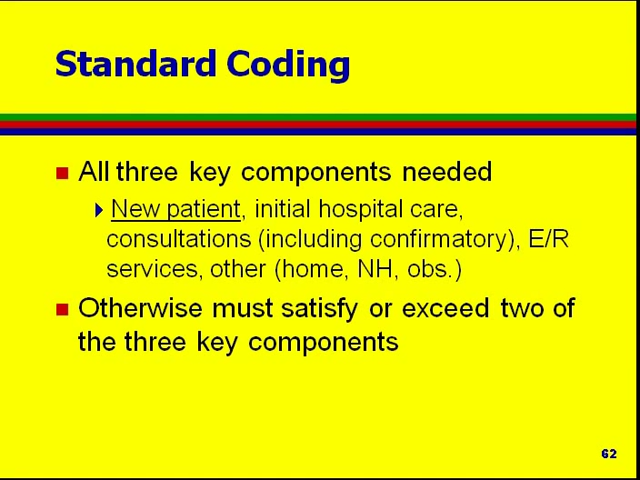 Standard Coding
All three key components needed
New patient, initial hospital care,
consultations (including confirmatory), E/R
services, other (home, NH, obs.)
Otherwise must satisfy or exceed two of
the three key components
62